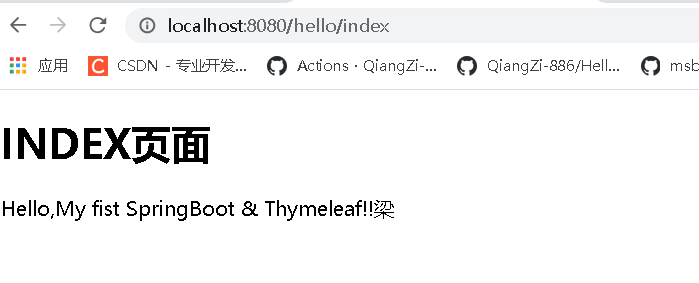 localhost:8080/hello/index
应用 CSDN - 专业开发... Actions · QiangZi-... QiangZi-886/Hell... msb
INDEX页面
Hello,My fist SpringBoot & Thymeleaf!!梁